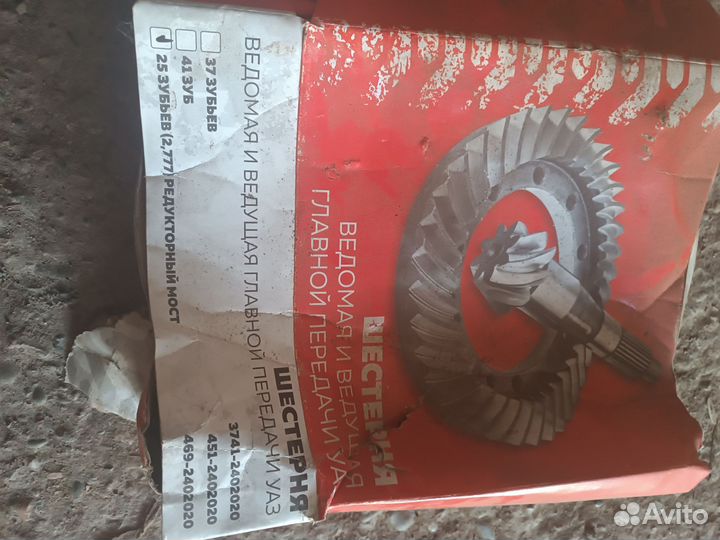 ШЕСТЕРНЯ
ВЕДОМАЯ И ВЕДУЩАЯ
ГЛАВНОЙ ПЕРЕДАЧИ УАЗ
ШЕСТЕРНЯ
ВЕДОМАЯ И ВЕДУЩАЯ ГЛАВНОЙ ПЕРЕДАЧИ УАЗ
3741-2402020
451-2402020
469-2402020
37 ЗУБЬЕВ
41 ЗУБ
25 ЗУБЬЕВ (2,777) РЕДУКТОРНЫЙ МОСТ
Avito